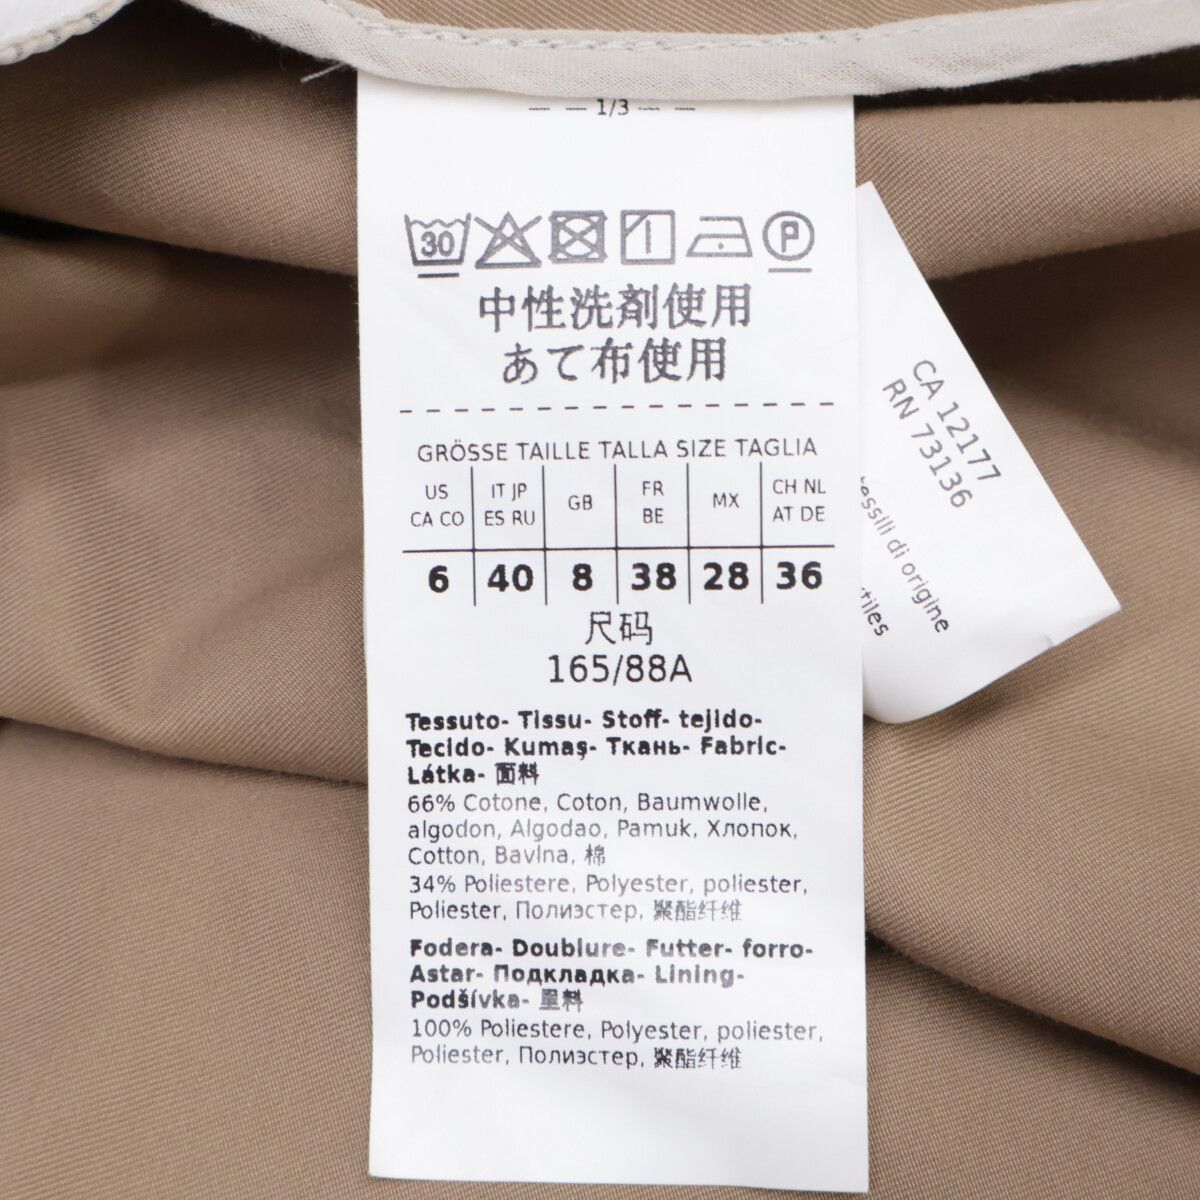 1/3
30
P
中性洗剤使用
あて布使用
GRÖSSE TAILLE TALLA SIZE TAGLIA
US CA CO | IT JP ES RU | GB | FR BE | MX | CH NL AT DE
6 | 40 | 8 | 38 | 28 | 36
尺码
165/88A
Tessuto- Tissu- Stoff- tejido-
Tecido- Kumaş- Ткань- Fabric-
Látka- 面料
66% Cotone, Coton, Baumwolle,
algodon, Algodao, Pamuk, Хлопок,
Cotton, Bavlna, 棉
34% Poliestere, Polyester, poliester,
Poliester, Полиэстер, 聚酯纤维
Fodera- Doublure- Futter- forro-
Astar- Подкладка- Lining-
Podšívka- 里料
100% Poliestere, Polyester, poliester,
Poliester, Полиэстер, 聚酯纤维
CA 12177
RN 73136
tessili di origine